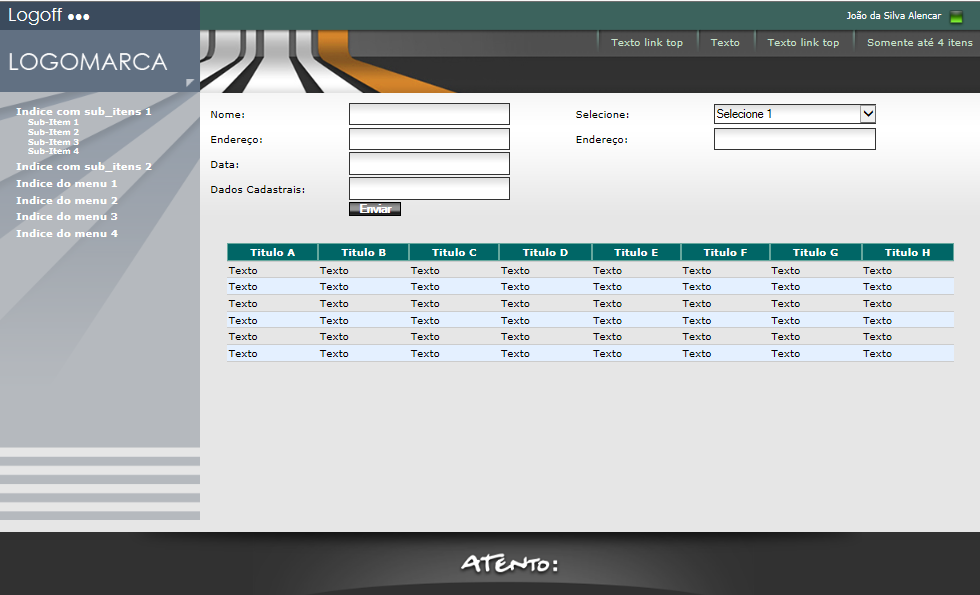 Logoff •••
João da Silva Alencar
Texto link top Texto Texto link top Somente até 4 itens
LOGOMARCA
Indice com sub_itens 1
Sub-Item 1
Sub-Item 2
Sub-Item 3
Sub-Item 4
Indice com sub_itens 2
Indice do menu 1
Indice do menu 2
Indice do menu 3
Indice do menu 4
Nome: Selecione: Selecione 1
Endereço: Endereço:
Data:
Dados Cadastrais:
Enviar
Titulo A Titulo B Titulo C Titulo D Titulo E Titulo F Titulo G Titulo H
Texto Texto Texto Texto Texto Texto Texto Texto
Texto Texto Texto Texto Texto Texto Texto Texto
Texto Texto Texto Texto Texto Texto Texto Texto
Texto Texto Texto Texto Texto Texto Texto Texto
Texto Texto Texto Texto Texto Texto Texto Texto
Texto Texto Texto Texto Texto Texto Texto Texto
ATENTO: